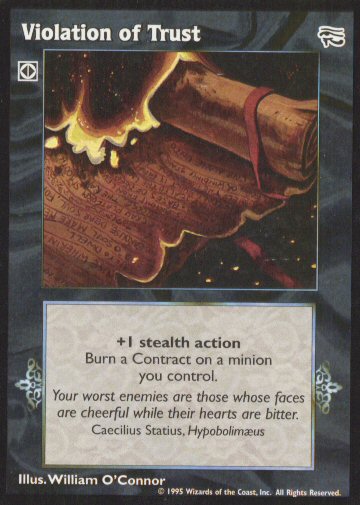 Violation of Trust
+1 stealth action
Burn a Contract on a minion
you control.
Your worst enemies are those whose faces
are cheerful while their hearts are bitter.
Caecilius Statius, Hypobolimæus
Illus. William O'Connor
© 1995 Wizards of the Coast, Inc. All Rights Reserved.